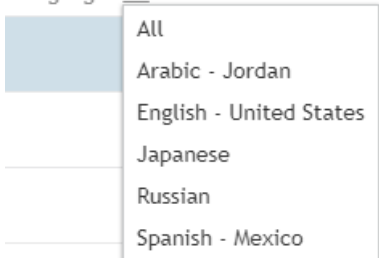 All
Arabic - Jordan
English - United States
Japanese
Russian
Spanish - Mexico